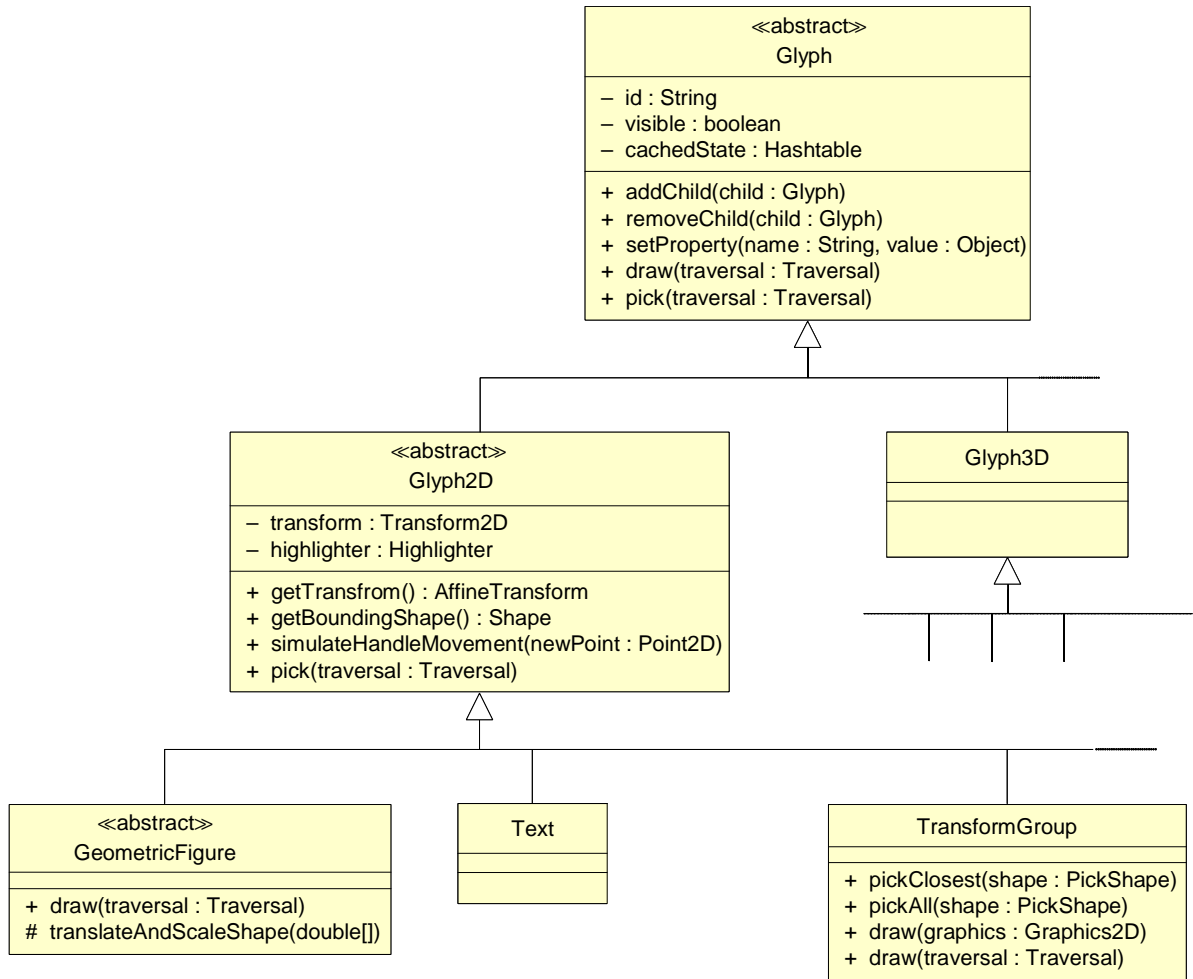 ≪abstract≫
Glyph
– id : String
– visible : boolean
– cachedState : Hashtable
+ addChild(child : Glyph)
+ removeChild(child : Glyph)
+ setProperty(name : String, value : Object)
+ draw(traversal : Traversal)
+ pick(traversal : Traversal)
≪abstract≫
Glyph2D
– transform : Transform2D
– highlighter : Highlighter
+ getTransfrom() : AffineTransform
+ getBoundingShape() : Shape
+ simulateHandleMovement(newPoint : Point2D)
+ pick(traversal : Traversal)
Glyph3D
≪abstract≫
GeometricFigure
+ draw(traversal : Traversal)
# translateAndScaleShape(double[])
Text
TransformGroup
+ pickClosest(shape : PickShape)
+ pickAll(shape : PickShape)
+ draw(graphics : Graphics2D)
+ draw(traversal : Traversal)